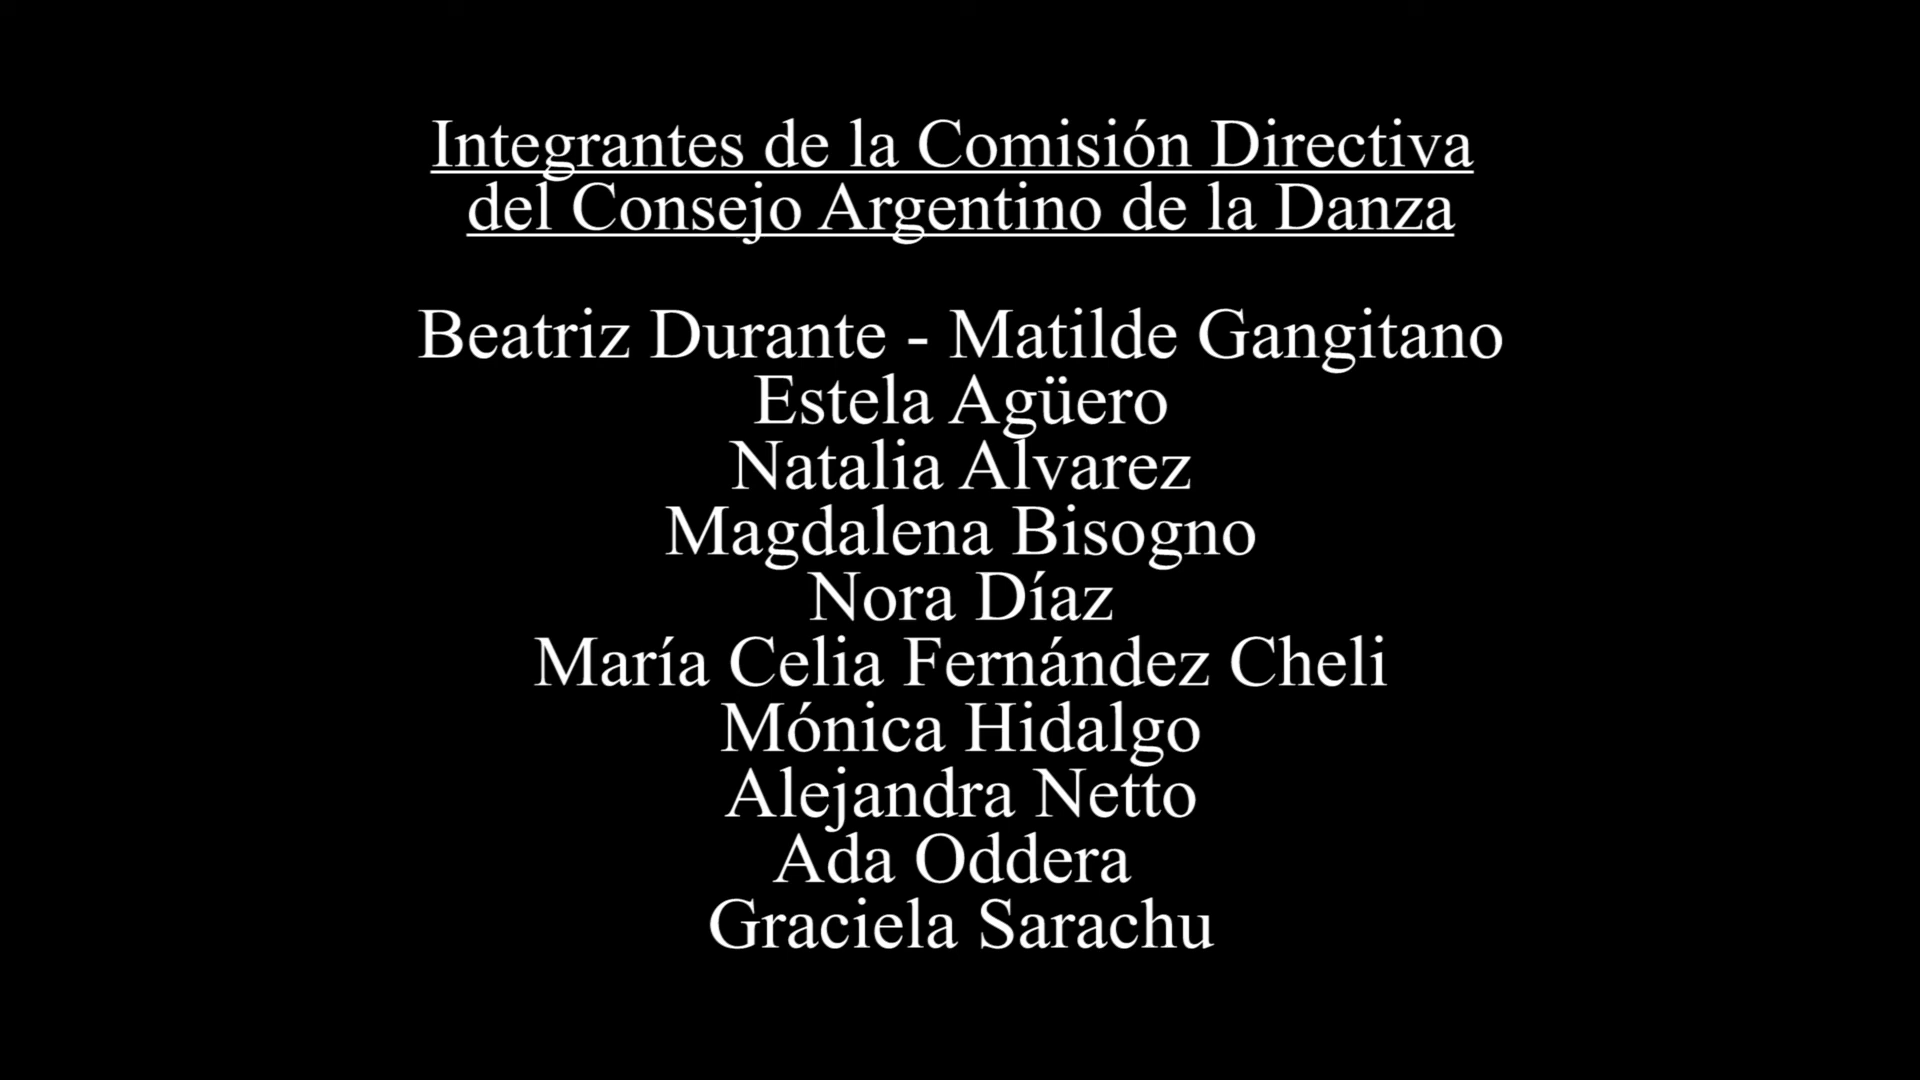 Integrantes de la Comisión Directiva
del Consejo Argentino de la Danza
Beatriz Durante - Matilde Gangitano
Estela Agüero
Natalia Alvarez
Magdalena Bisogno
Nora Díaz
María Celia Fernández Cheli
Mónica Hidalgo
Alejandra Netto
Ada Oddera
Graciela Sarachu